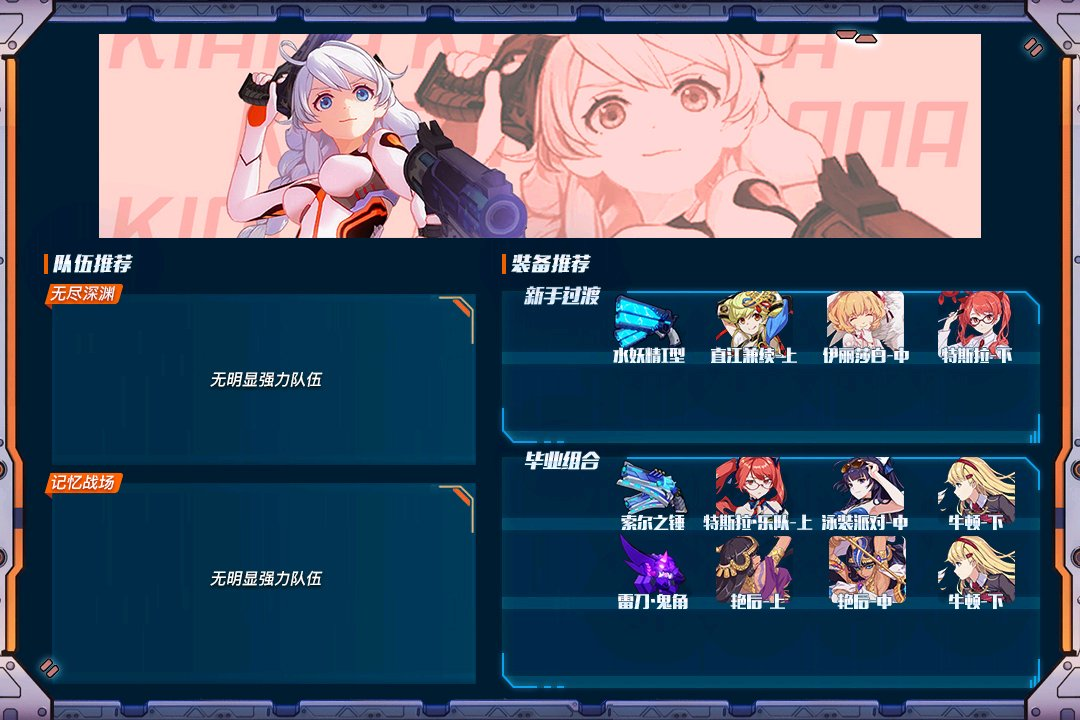 KIANA KIANA
KIANA
队伍推荐
无尽深渊
无明显强力队伍
记忆战场
无明显强力队伍
装备推荐
新手过渡
水妖精I型
直江兼续-上
伊丽莎白-中
特斯拉-下
毕业组合
索尔之锤
特斯拉·乐队-上
泳装派对-中
牛顿-下
雷刀·鬼角
艳后-上
艳后-中
牛顿-下